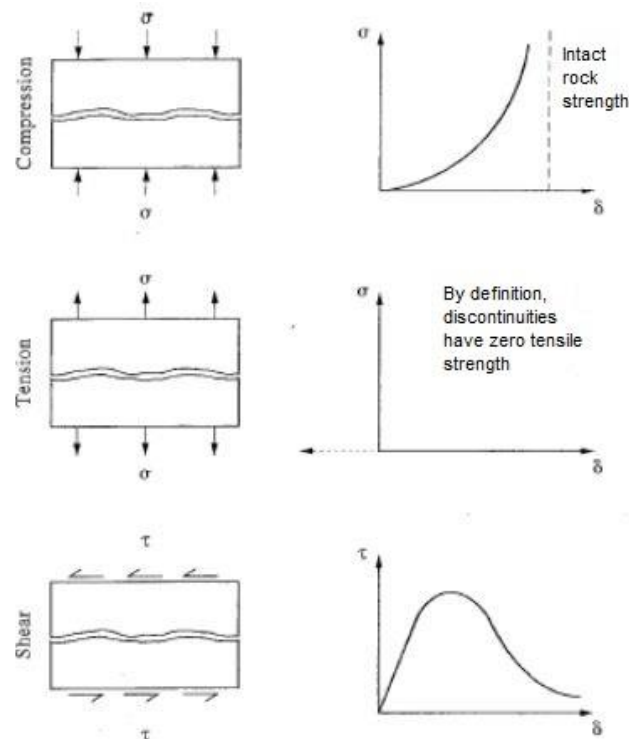 σ
Compression
σ
σ
Intact
rock
strength
δ
σ
Tension
σ
σ
By definition,
discontinuities
have zero tensile
strength
δ
τ
Shear
τ
τ
δ